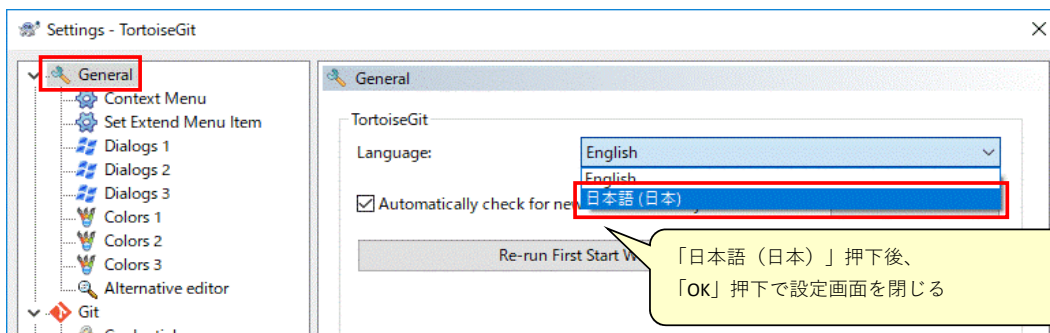 Settings - TortoiseGit
General
Context Menu
Set Extend Menu Item
Dialogs 1
Dialogs 2
Dialogs 3
Colors 1
Colors 2
Colors 3
Alternative editor
Git
General
TortoiseGit
Language:
English
English
日本語 (日本)
Automatically check for
Re-run First Start
「日本語（日本）」押下後、
「OK」押下で設定画面を閉じる